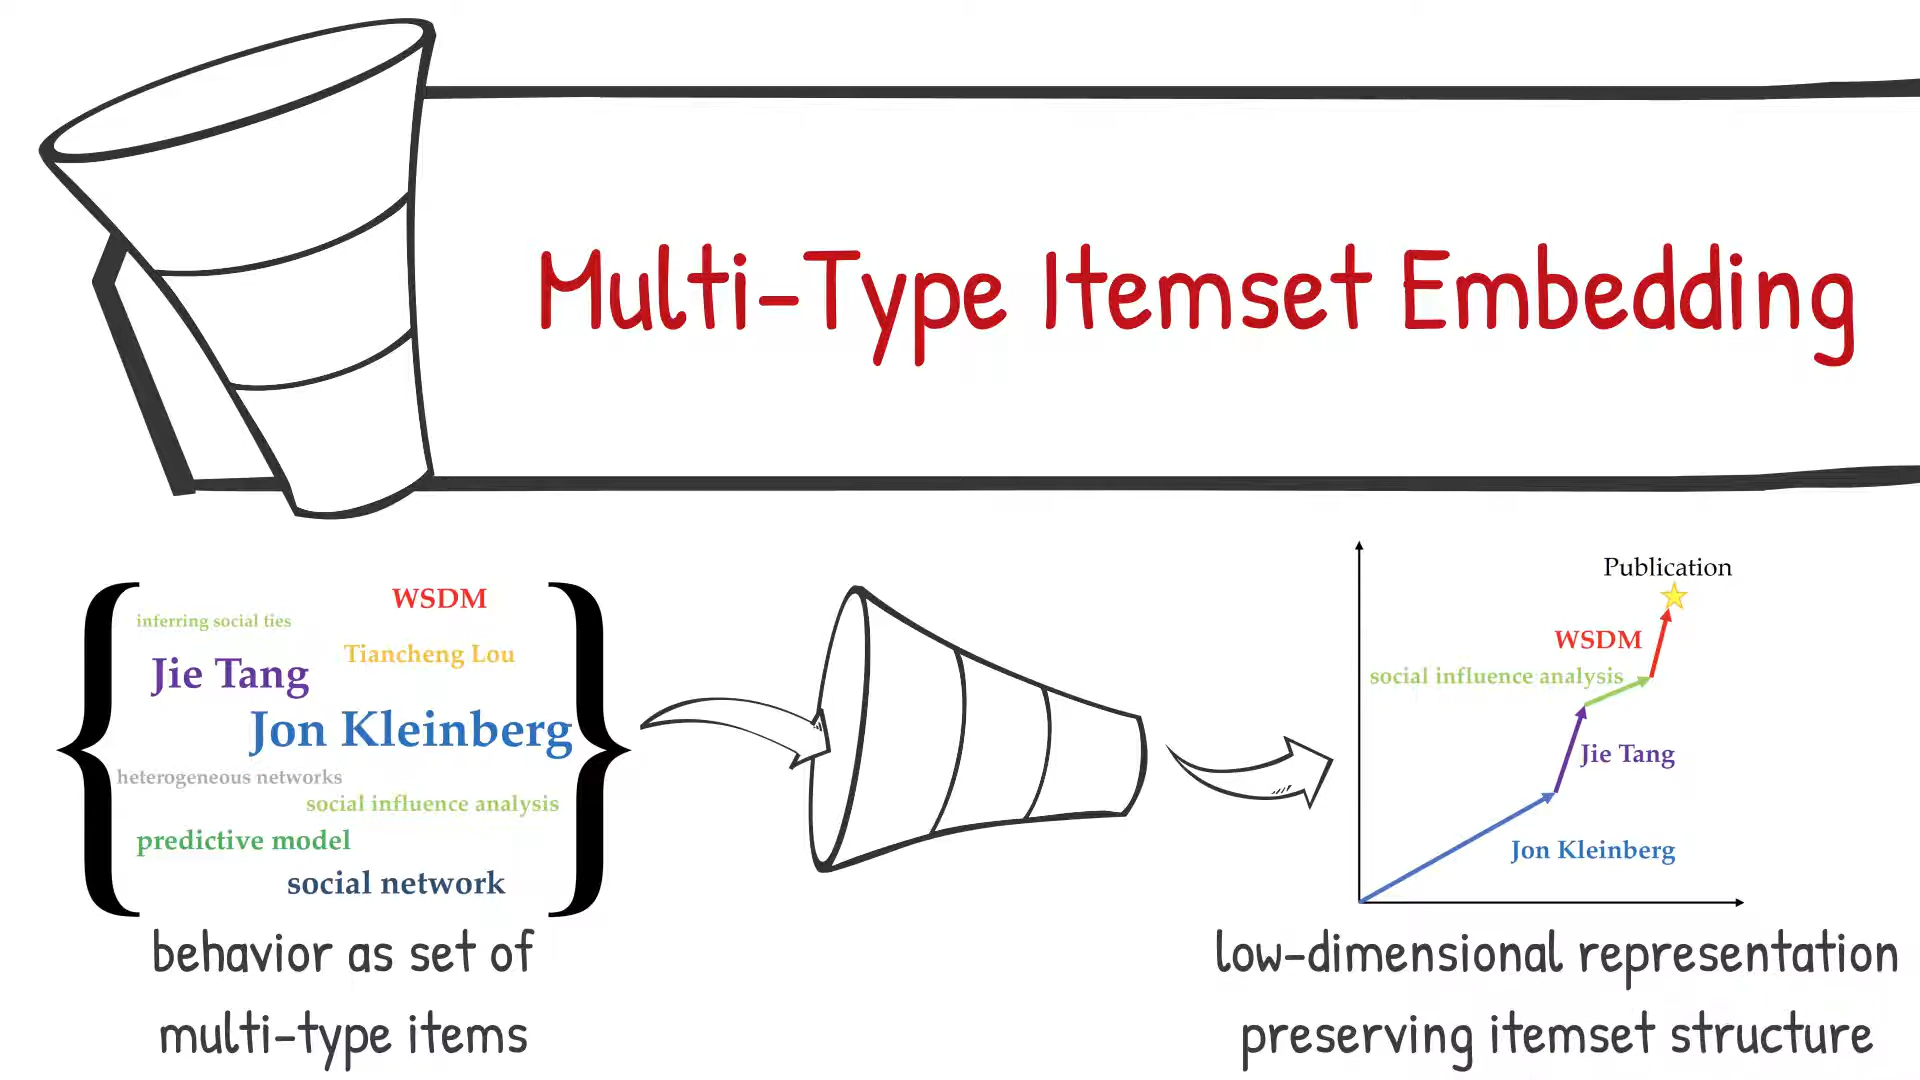 Multi-Type Itemset Embedding
WSDM
inferring social ties
Tiancheng Lou
Jie Tang
Jon Kleinberg
heterogeneous networks
social influence analysis
predictive model
social network
behavior as set of
multi-type items
Publication
WSDM
social influence analysis
Jie Tang
Jon Kleinberg
low-dimensional representation
preserving itemset structure